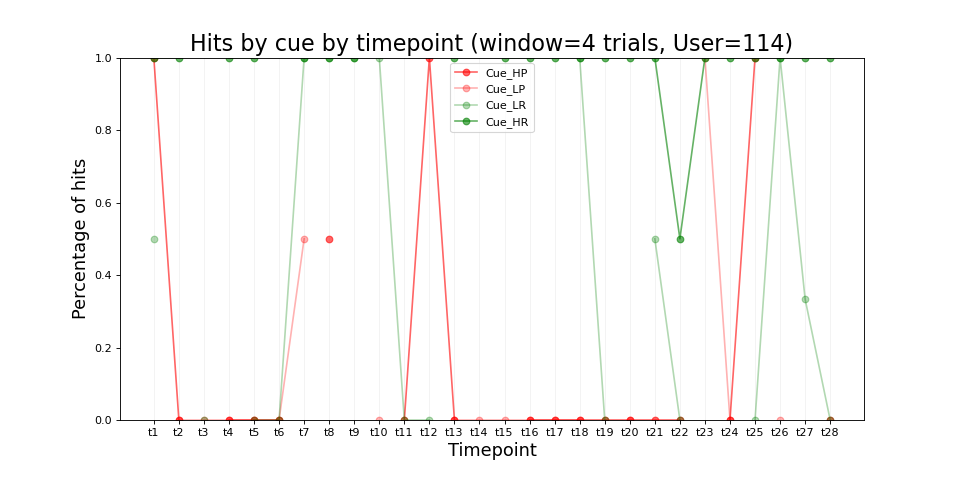 Hits by cue by timepoint (window=4 trials, User=114)
Percentage of hits
1.0
0.8
0.6
0.4
0.2
0.0
Cue_HP
Cue_LP
Cue_LR
Cue_HR
t1 t2 t3 t4 t5 t6 t7 t8 t9 t10 t11 t12 t13 t14 t15 t16 t17 t18 t19 t20 t21 t22 t23 t24 t25 t26 t27 t28
Timepoint